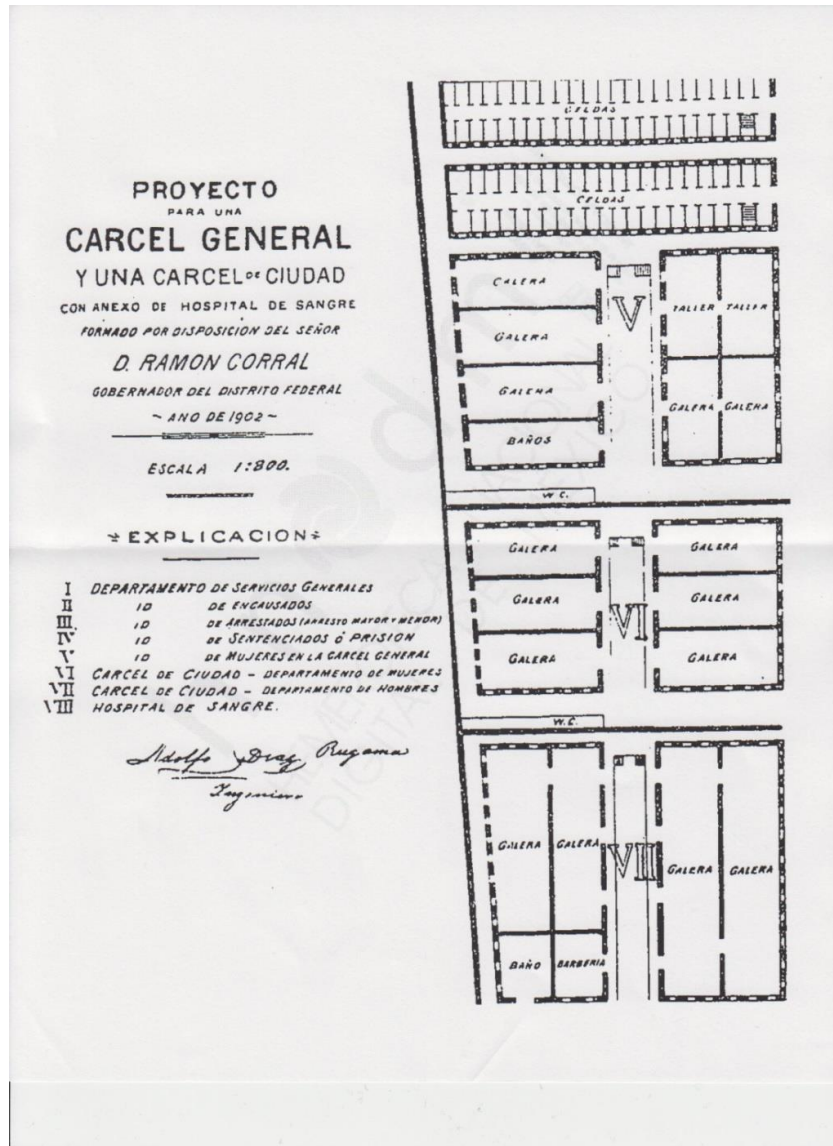 PROYECTO
PARA UNA
CARCEL GENERAL
Y UNA CARCEL DE CIUDAD
CON ANEXO DE HOSPITAL DE SANGRE
FORMADO POR DISPOSICION DEL SEÑOR
D. RAMON CORRAL
GOBERNADOR DEL DISTRITO FEDERAL
~ ANO DE 1902 ~
ESCALA 1:800.
EXPLICACION
I DEPARTAMENTO DE SERVICIOS GENERALES
II ID DE ENCAUSADOS
III. ID DE ARRESTADOS (ARRESTO MAYOR Y MENOR)
IV ID DE SENTENCIADOS Ó PRISION
V ID DE MUJERES EN LA CARCEL GENERAL
VI CARCEL DE CIUDAD - DEPARTAMENTO DE MUJERES
VII CARCEL DE CIUDAD - DEPARTAMENTO DE HOMBRES
VIII HOSPITAL DE SANGRE.
Adolfo Diaz Rugama
Ingeniero
CELDAS
CELDAS
GALERA
GALERA
GALERA
BAÑOS
V
TALLER TALLER
GALERA GALERA
W.C.
GALERA
GALERA
GALERA
VI
GALERA
GALERA
GALERA
W.C.
GALERA GALERA
VII
GALERA GALERA
BAÑO BARBERIA